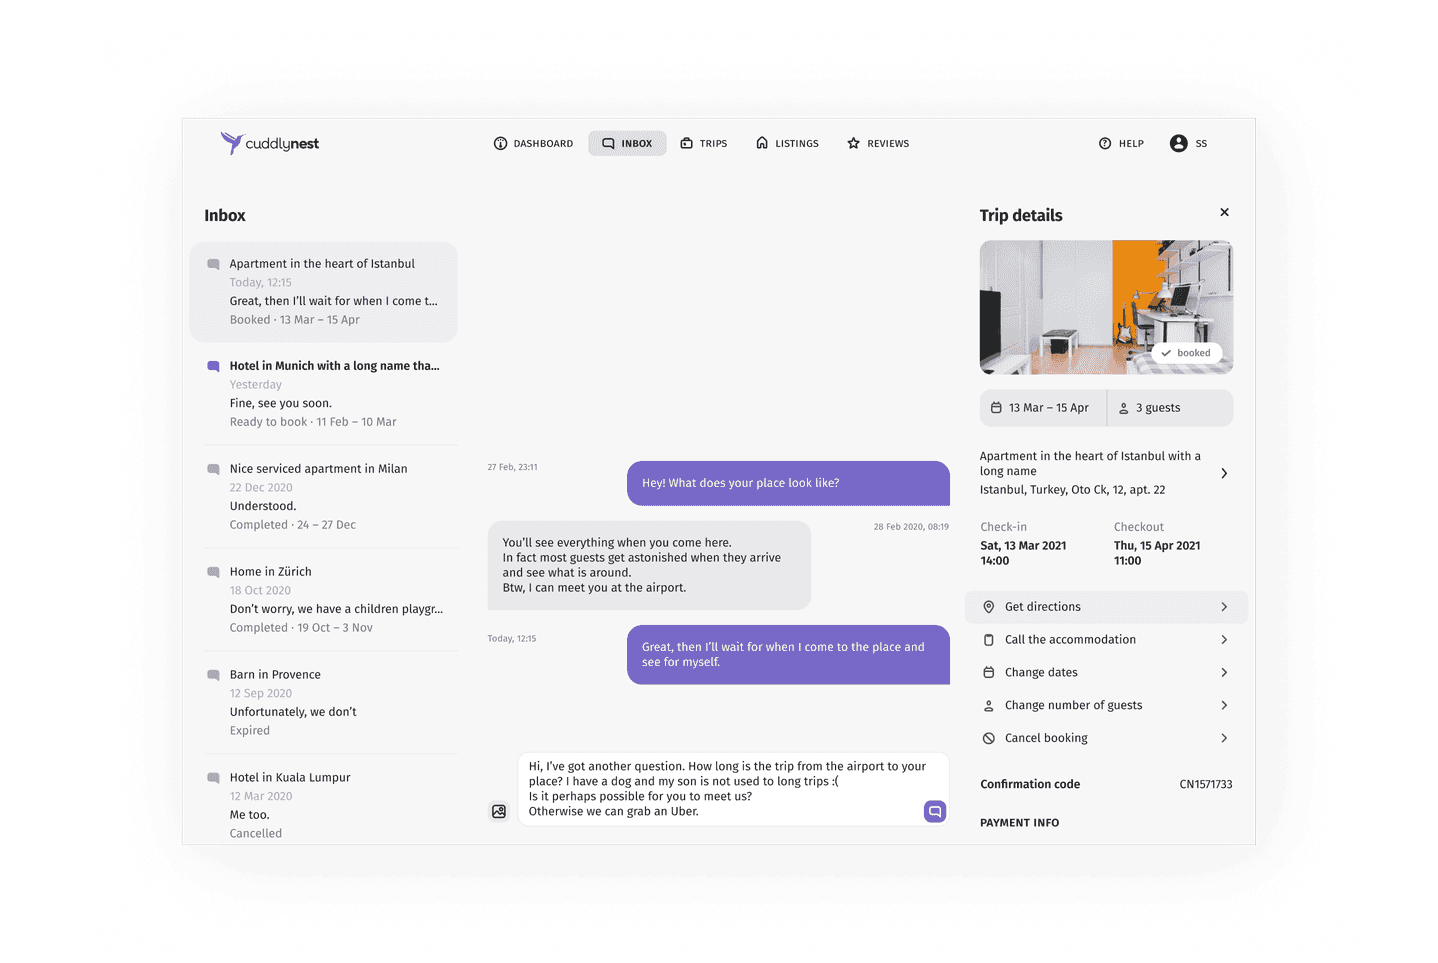 cuddlynest
DASHBOARD
INBOX
TRIPS
LISTINGS
REVIEWS
HELP
SS
Inbox
Apartment in the heart of Istanbul
Today, 12:15
Great, then I’ll wait for when I come t...
Booked · 13 Mar – 15 Apr
Hotel in Munich with a long name tha...
Yesterday
Fine, see you soon.
Ready to book · 11 Feb – 10 Mar
Nice serviced apartment in Milan
22 Dec 2020
Understood.
Completed · 24 – 27 Dec
Home in Zürich
18 Oct 2020
Don’t worry, we have a children playgr...
Completed · 19 Oct – 3 Nov
Barn in Provence
12 Sep 2020
Unfortunately, we don’t
Expired
Hotel in Kuala Lumpur
12 Mar 2020
Me too.
Cancelled
27 Feb, 23:11
Hey! What does your place look like?
28 Feb 2020, 08:19
You’ll see everything when you come here.
In fact most guests get astonished when they arrive
and see what is around.
Btw, I can meet you at the airport.
Today, 12:15
Great, then I’ll wait for when I come to the place and
see for myself.
Hi, I’ve got another question. How long is the trip from the airport to your
place? I have a dog and my son is not used to long trips :(
Is it perhaps possible for you to meet us?
Otherwise we can grab an Uber.
Trip details
booked
13 Mar – 15 Apr
3 guests
Apartment in the heart of Istanbul with a
long name
Istanbul, Turkey, Oto Ck, 12, apt. 22
Check-in
Checkout
Sat, 13 Mar 2021
Thu, 15 Apr 2021
14:00
11:00
Get directions
Call the accommodation
Change dates
Change number of guests
Cancel booking
Confirmation code
CN1571733
PAYMENT INFO